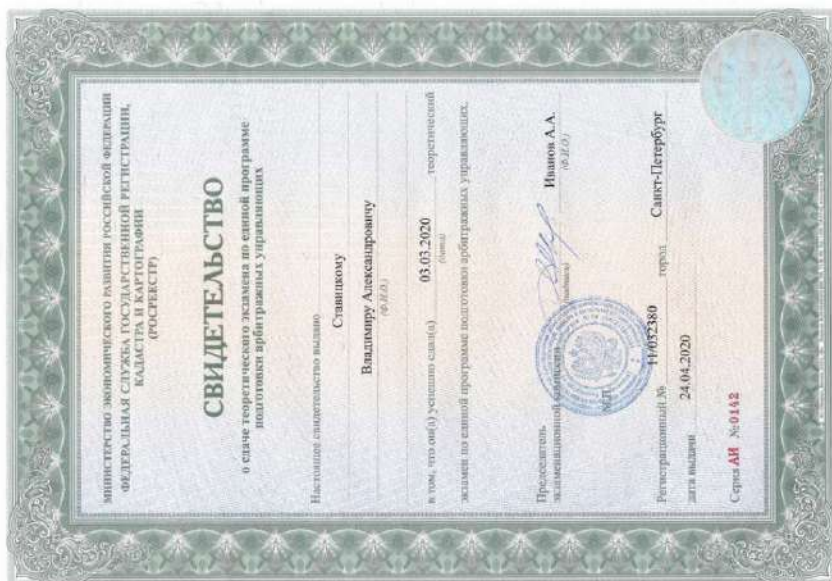 МИНИСТЕРСТВО ЭКОНОМИЧЕСКОГО РАЗВИТИЯ РОССИЙСКОЙ ФЕДЕРАЦИИ
ФЕДЕРАЛЬНАЯ СЛУЖБА ГОСУДАРСТВЕННОЙ РЕГИСТРАЦИИ,
КАДАСТРА И КАРТОГРАФИИ
(РОСРЕЕСТР)
СВИДЕТЕЛЬСТВО
о сдаче теоретического экзамена по единой программе
подготовки арбитражных управляющих
Настоящее свидетельство выдано
Ставицкому
Владимиру Александровичу
(Ф.И.О.)
в том, что он(а) успешно сдал(а) 03.03.2020 теоретический
(дата)
экзамен по единой программе подготовки арбитражных управляющих.
Председатель
экзаменационной комиссии Иванов А.А.
(подпись) (Ф.И.О.)
М.П.
Регистрационный № 11/032380 город Санкт-Петербург
дата выдачи 24.04.2020
Серия АИ №0142